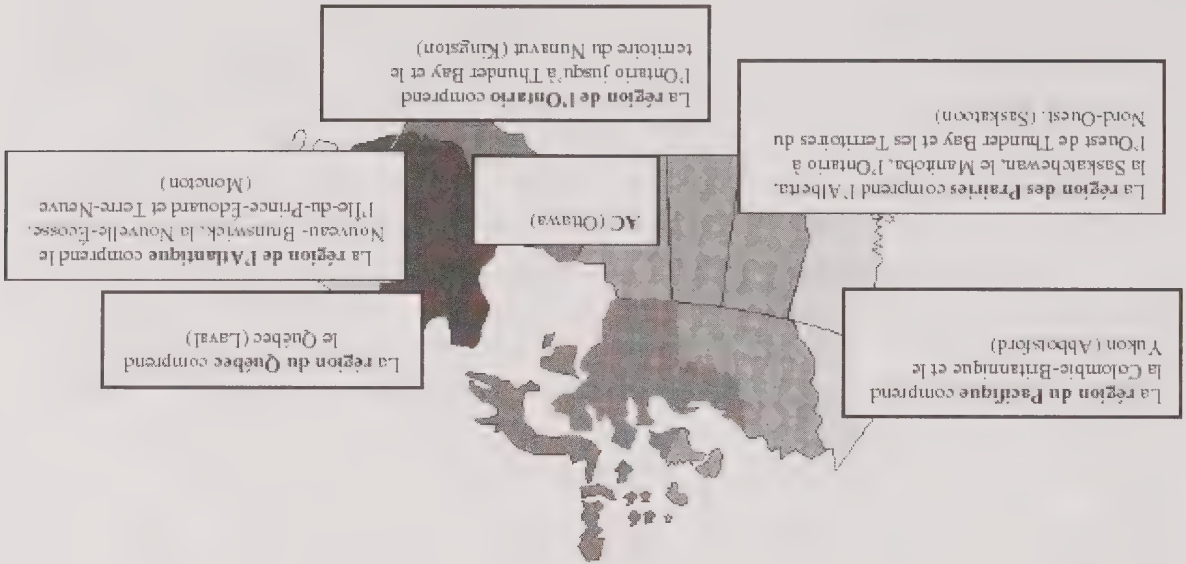 La région du Pacifique comprend
la Colombie-Britannique et le
Yukon (Abbotsford)
La région du Québec comprend
le Québec (Laval)
La région de l'Atlantique comprend le
Nouveau- Brunswick, la Nouvelle-Écosse,
l'Île-du-Prince-Édouard et Terre-Neuve
(Moncton)
AC (Ottawa)
La région des Prairies comprend l'Alberta,
la Saskatchewan, le Manitoba, l'Ontario à
l'Ouest de Thunder Bay et les Territoires du
Nord-Ouest. (Saskatoon)
La région de l'Ontario comprend
l'Ontario jusqu'à Thunder Bay et le
territoire du Nunavut (Kingston)